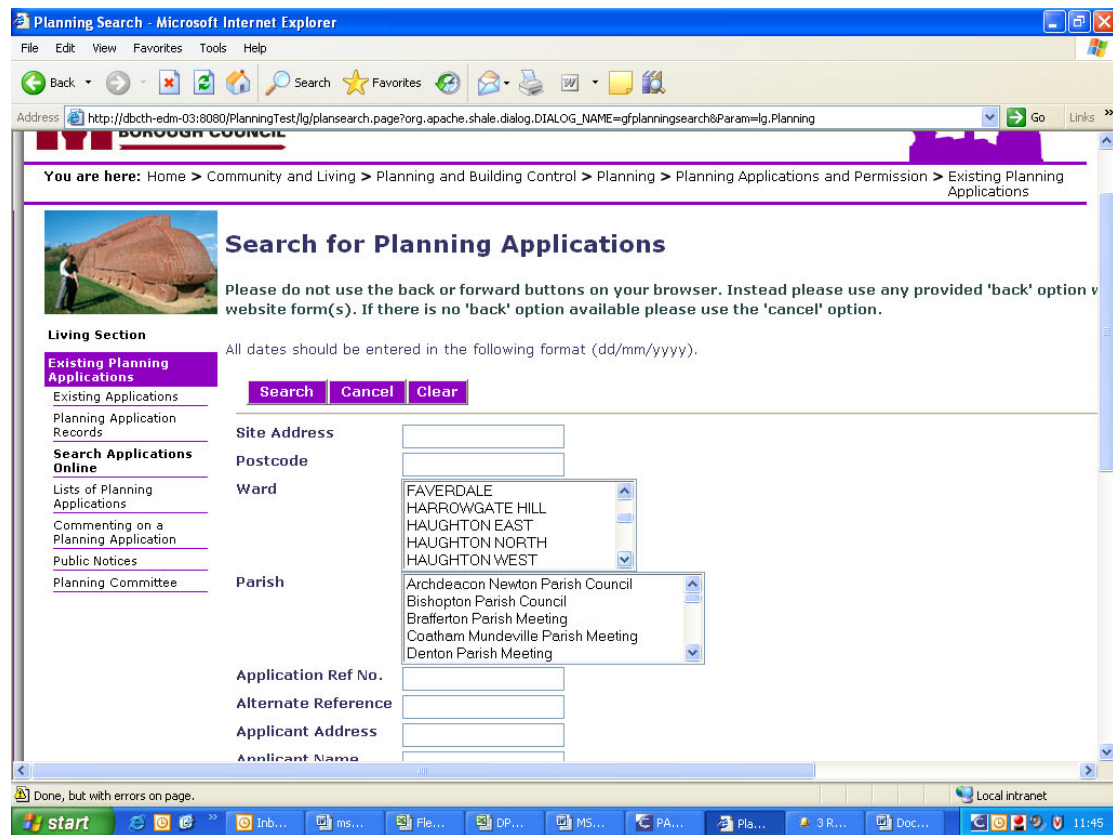 Planning Search - Microsoft Internet Explorer
File Edit View Favorites Tools Help
Back Search Favorites
Address http://dbcth-edm-03:8080/PlanningTest/lg/plansearch.page?org.apache.shale.dialog.DIALOG_NAME=gfplanningsearch&Param=lg.Planning Go Links »
BOROUGH COUNCIL
You are here: Home > Community and Living > Planning and Building Control > Planning > Planning Applications and Permission > Existing Planning
Applications
Search for Planning Applications
Please do not use the back or forward buttons on your browser. Instead please use any provided 'back' option
website form(s). If there is no 'back' option available please use the 'cancel' option.
All dates should be entered in the following format (dd/mm/yyyy).
Living Section
Existing Planning
Applications
Existing Applications
Planning Application
Records
Search Applications
Online
Lists of Planning
Applications
Commenting on a
Planning Application
Public Notices
Planning Committee
Search Cancel Clear
Site Address
Postcode
Ward
FAVERDALE
HARROWGATE HILL
HAUGHTON EAST
HAUGHTON NORTH
HAUGHTON WEST
Parish
Archdeacon Newton Parish Council
Bishopton Parish Council
Brafferton Parish Meeting
Coatham Mundeville Parish Meeting
Denton Parish Meeting
Application Ref No.
Alternate Reference
Applicant Address
Applicant Name
Done, but with errors on page. Local intranet
start » Inb... ms... Fle... DP... MS... PA... Pla... 3 R... Doc... 11:45